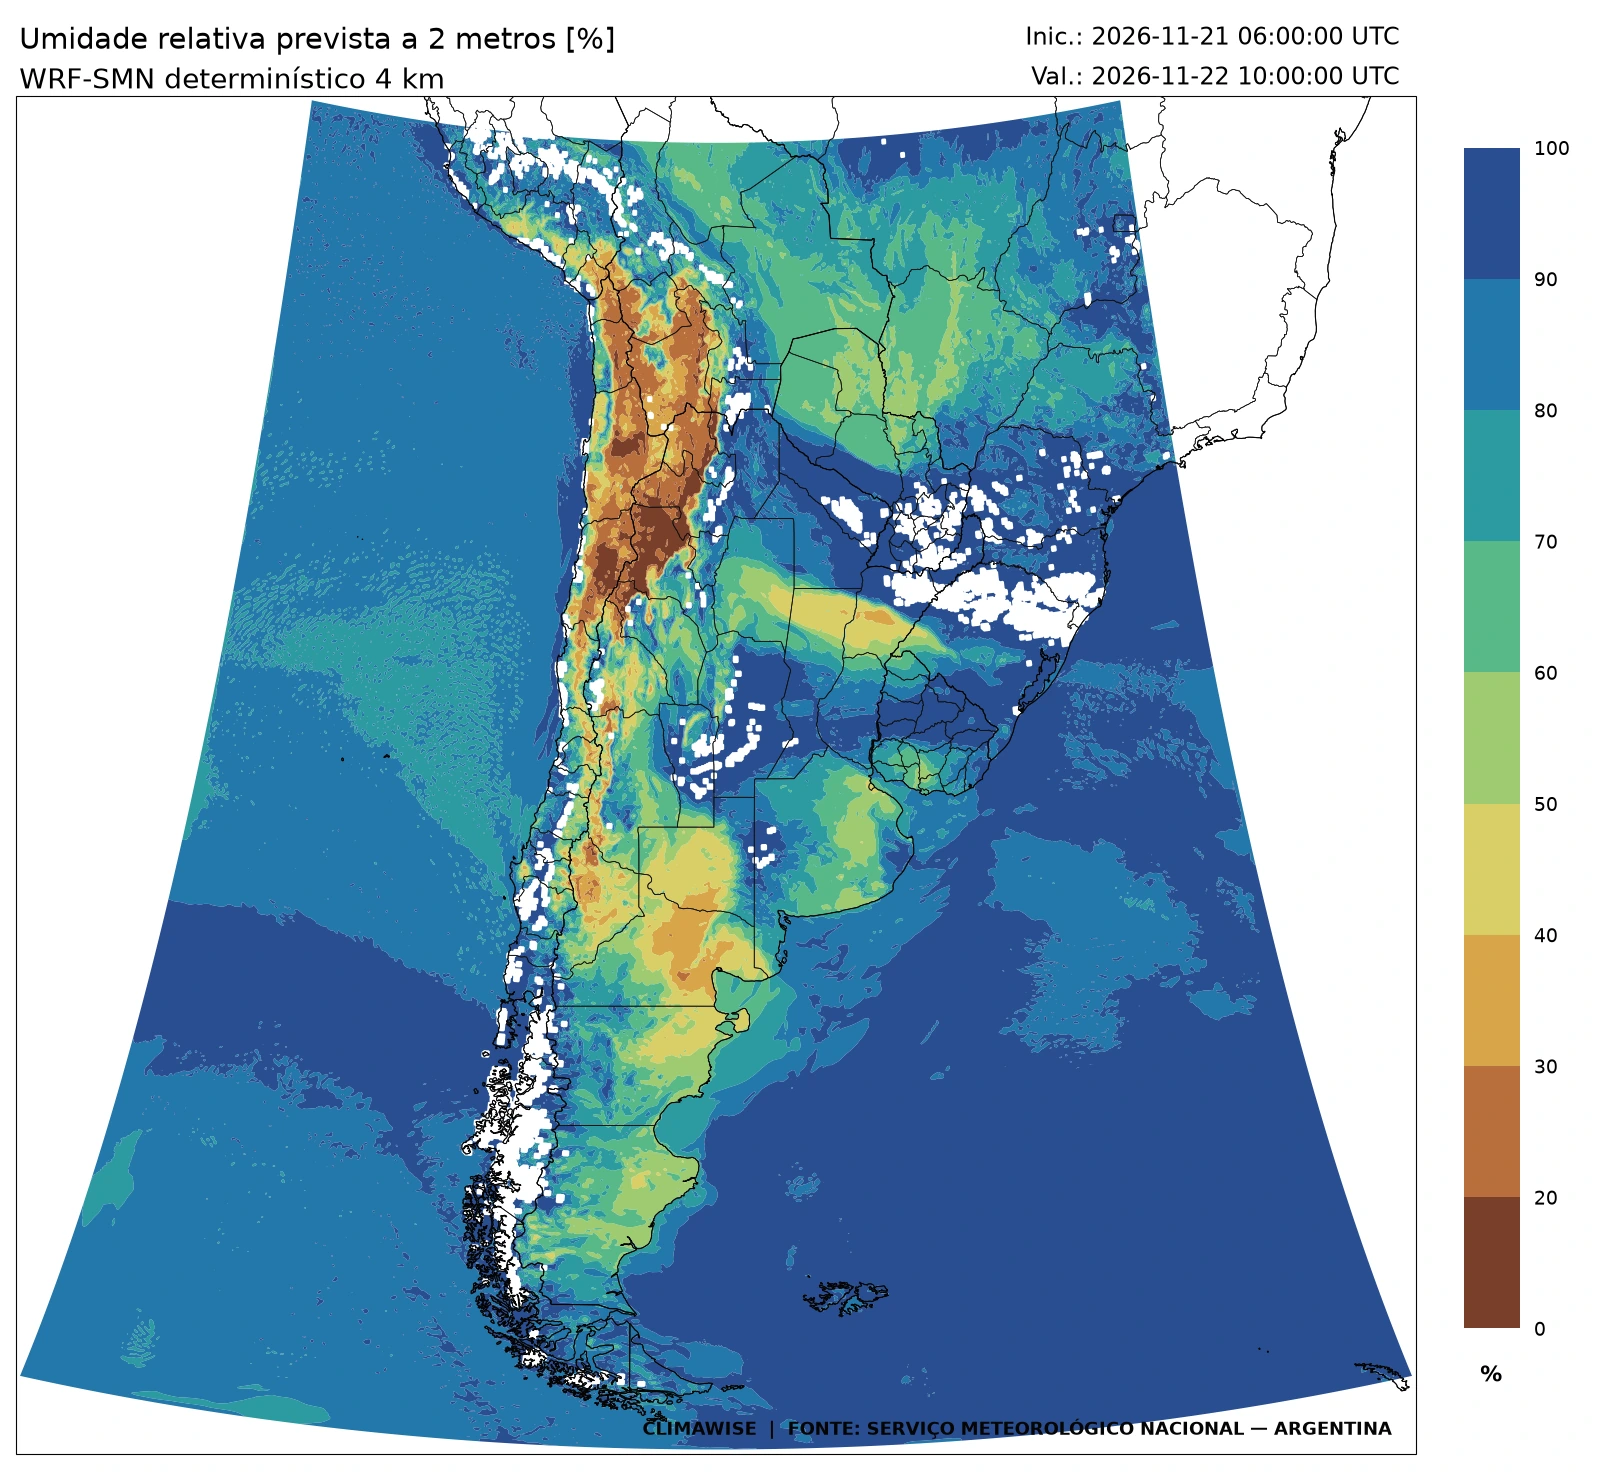 Umidade relativa prevista a 2 metros [%]
WRF-SMN determinístico 4 km
Inic.: 2026-11-21 06:00:00 UTC
Val.: 2026-11-22 10:00:00 UTC
100
90
80
70
60
50
40
30
20
0
%
CLIMAWISE | FONTE: SERVIÇO METEOROLÓGICO NACIONAL — ARGENTINA